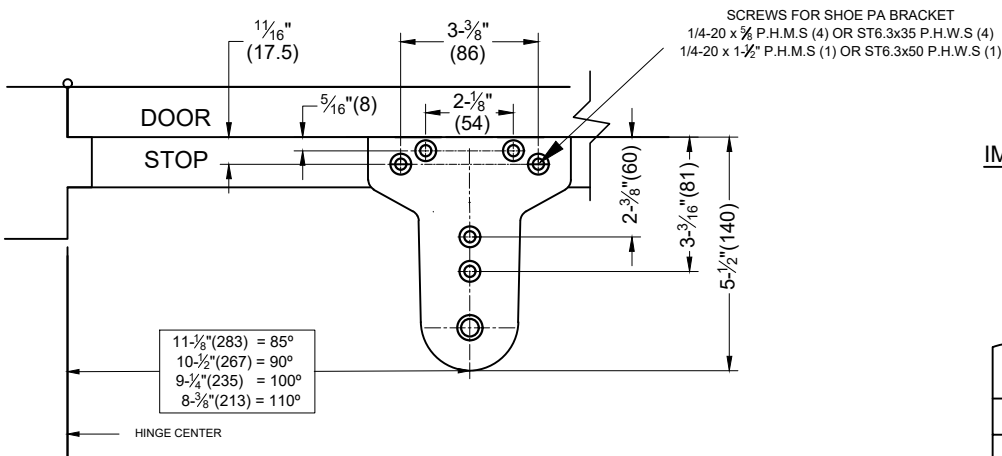 SCREWS FOR SHOE PA BRACKET
1/4-20 x ⅝ P.H.M.S (4) OR ST6.3x35 P.H.W.S (4)
1/4-20 x 1-½" P.H.M.S (1) OR ST6.3x50 P.H.W.S (1)
11⁄16"
(17.5)
3-⅜"
(86)
5⁄16"(8)
2-⅛"
(54)
DOOR
STOP
2-⅜"(60)
3-3⁄16"(81)
5-½"(140)
IM
11-⅛"(283) = 85º
10-½"(267) = 90º
9-¼"(235) = 100º
8-⅜"(213) = 110º
HINGE CENTER